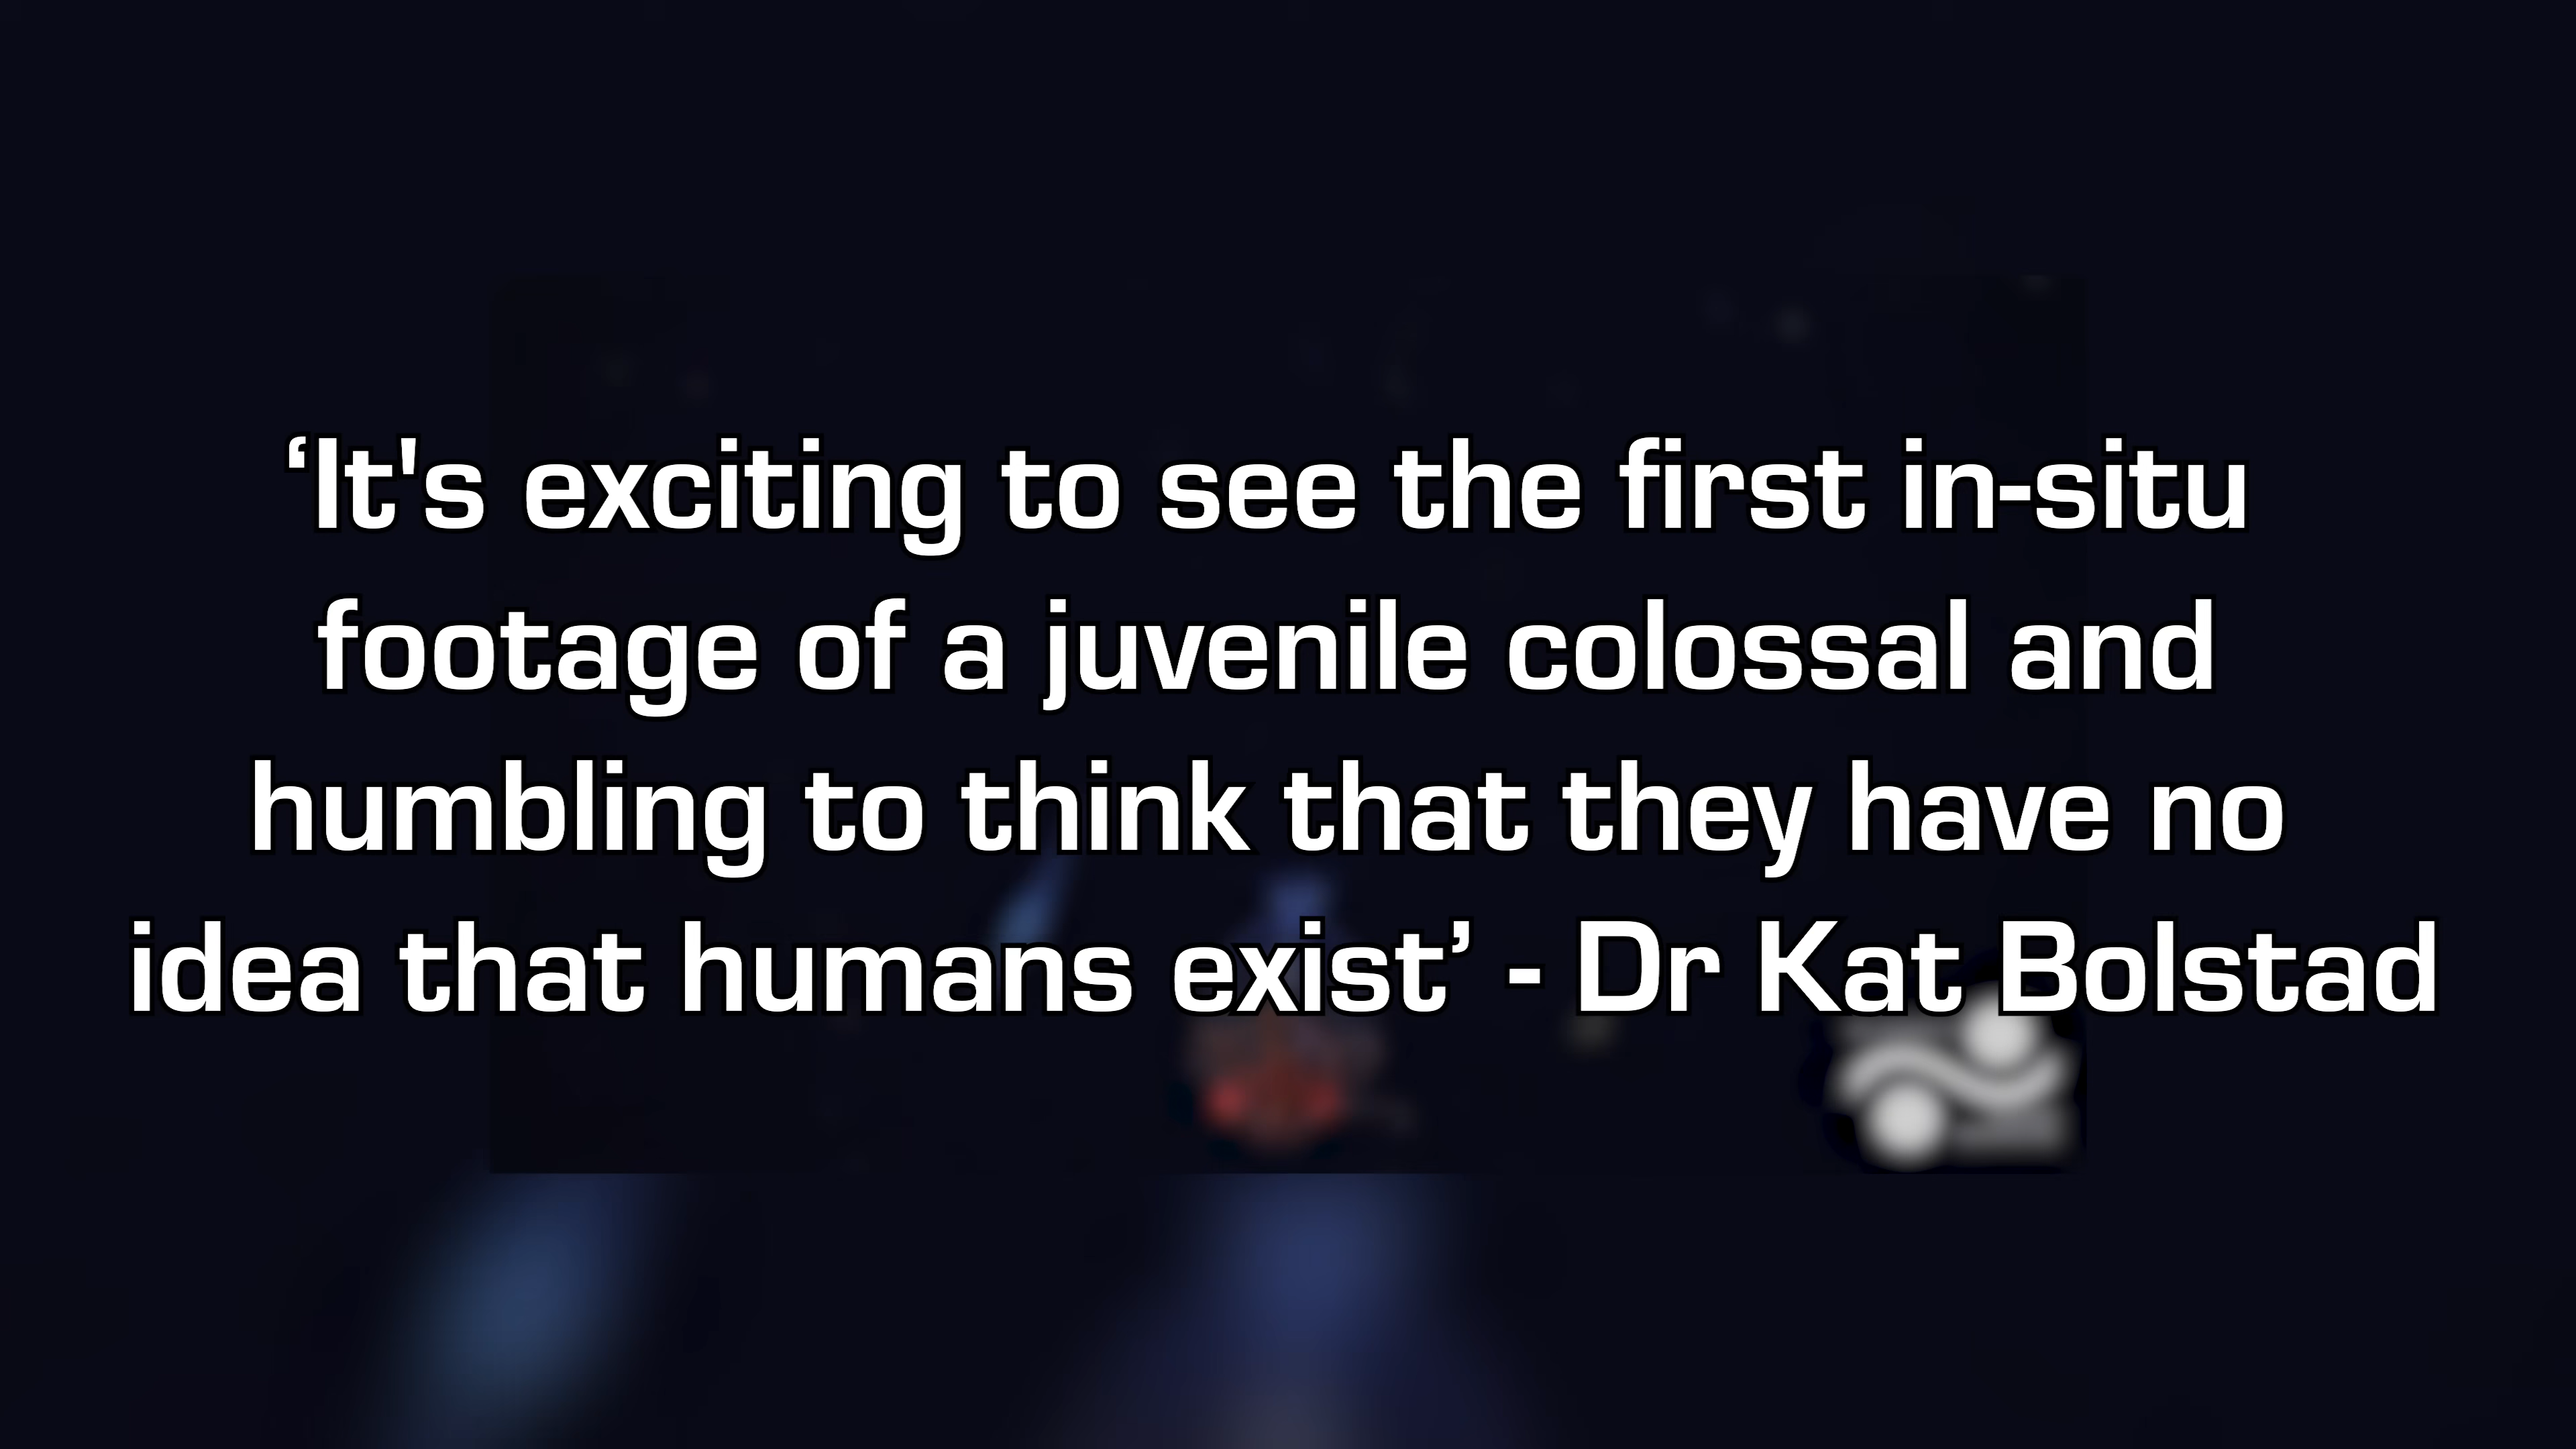 ‘It's exciting to see the first in-situ
footage of a juvenile colossal and
humbling to think that they have no
idea that humans exist’ - Dr Kat Bolstad